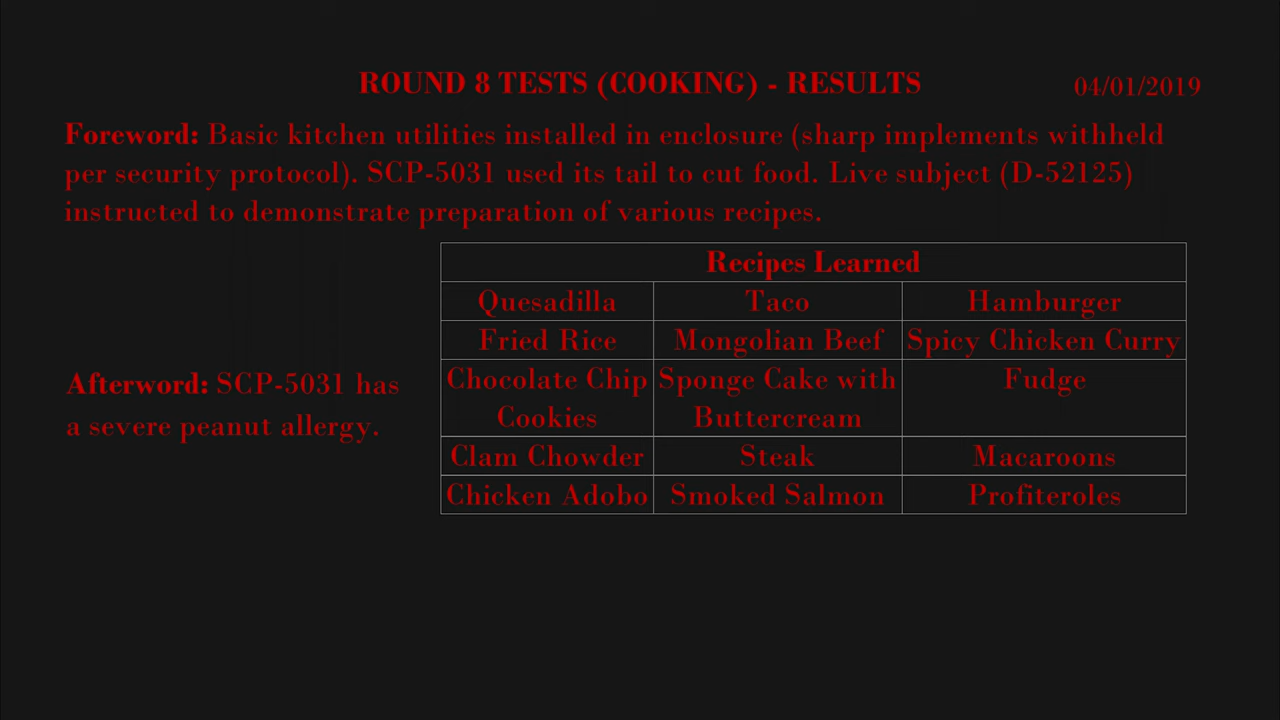 ROUND 8 TESTS (COOKING) - RESULTS 04/01/2019
Foreword: Basic kitchen utilities installed in enclosure (sharp implements withheld
per security protocol). SCP-5031 used its tail to cut food. Live subject (D-52125)
instructed to demonstrate preparation of various recipes.
Recipes Learned
Quesadilla Taco Hamburger
Fried Rice Mongolian Beef Spicy Chicken Curry
Chocolate Chip Sponge Cake with Fudge
Cookies Buttercream
Clam Chowder Steak Macaroons
Chicken Adobo Smoked Salmon Profiteroles
Afterword: SCP-5031 has
a severe peanut allergy.